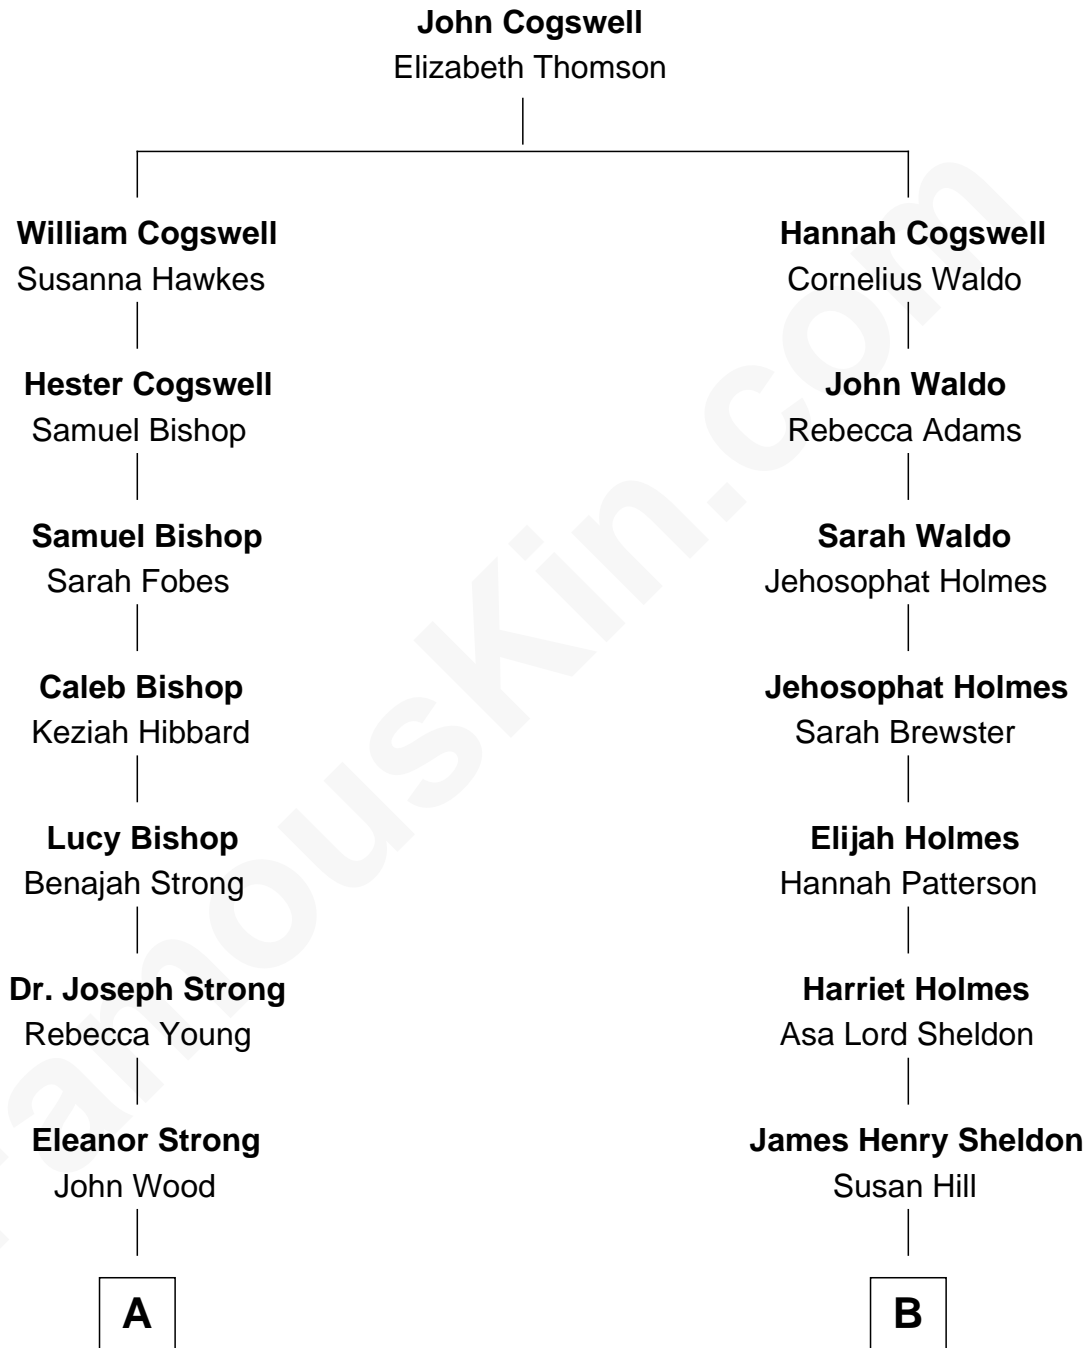 John Cogswell
Elizabeth Thomson
William Cogswell
Susanna Hawkes
Hannah Cogswell
Cornelius Waldo
Hester Cogswell
Samuel Bishop
John Waldo
Rebecca Adams
Samuel Bishop
Sarah Fobes
Sarah Waldo
Jehosophat Holmes
Caleb Bishop
Keziah Hibbard
Jehosophat Holmes
Sarah Brewster
Lucy Bishop
Benajah Strong
Elijah Holmes
Hannah Patterson
Dr. Joseph Strong
Rebecca Young
Harriet Holmes
Asa Lord Sheldon
Eleanor Strong
John Wood
James Henry Sheldon
Susan Hill
A
B
FamousKin.com